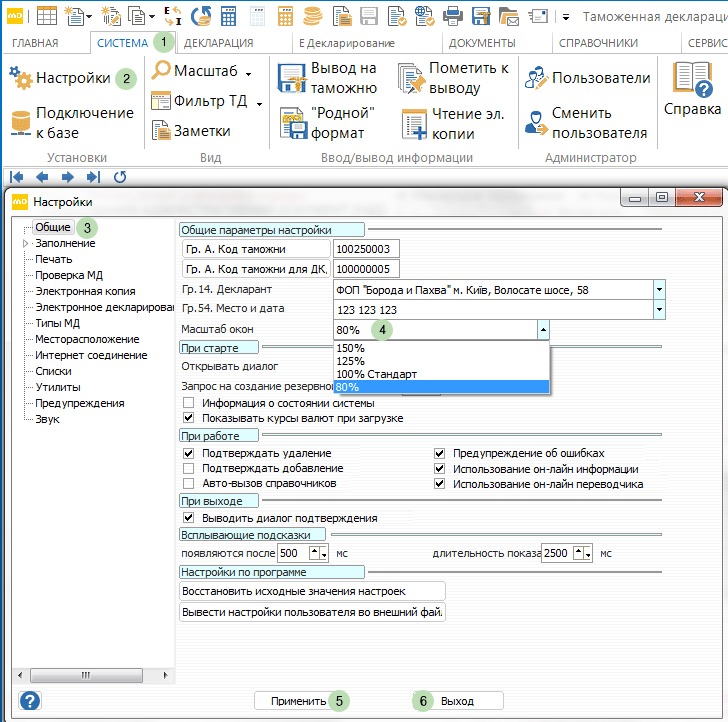 MD Таможенная декларац
ГЛАВНАЯ СИСТЕМА 1 ДЕКЛАРАЦИЯ Е Декларирование ДОКУМЕНТЫ СПРАВОЧНИКИ СЕРВИС
Настройки 2
Подключение
к базе
Установки
Масштаб
Фильтр ТД
Заметки
Вид
Вывод на
таможню
"Родной"
формат
Пометить к
выводу
Чтение эл.
копии
Ввод/вывод информации
Пользователи
Сменить
пользователя
Администратор
Справка
MD Настройки
Общие 3
Заполнение
Печать
Проверка МД
Электронная копия
Электронное декларирован
Типы МД
Месторасположение
Интернет соединение
Списки
Утилиты
Предупреждения
Звук
Общие параметры настройки
Гр. А. Код таможни 100250003
Гр. А. Код таможни для ДК, 100000005
Гр.14. Декларант ФОП "Борода и Пахва" м. Київ, Волосате шосе, 58
Гр.54. Место и дата 123 123 123
Масштаб окон 80% 4
150%
125%
100% Стандарт
80%
При старте
Открывать диалог
Запрос на создание резервно
Информация о состоянии системы
Показывать курсы валют при загрузке
При работе
Подтверждать удаление Предупреждение об ошибках
Подтверждать добавление Использование он-лайн информации
Авто-вызов справочников Использование он-лайн переводчика
При выходе
Выводить диалог подтверждения
Всплывающие подсказки
появляются после 500 мс длительность показа 2500 мс
Настройки по программе
Восстановить исходные значения настроек
Вывести настройки пользователя во внешний фай.
Применить 5 6 Выход